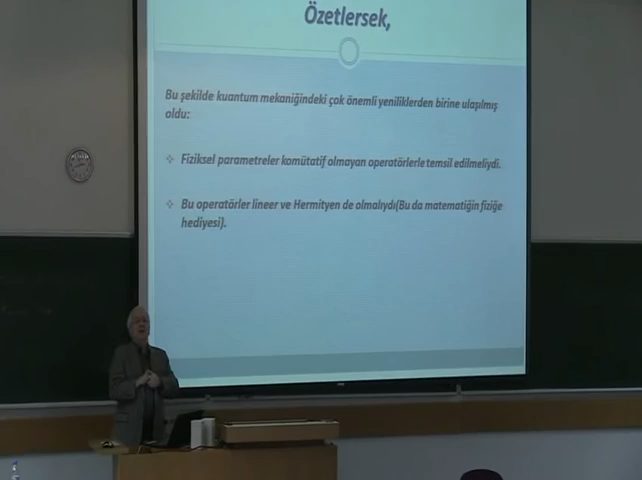 Özetlersek,
Bu şekilde kuantum mekaniğindeki çok önemli yeniliklerden birine ulaşılmış
oldu:
Fiziksel parametreler komütatif olmayan operatörlerle temsil edilmeliydi.
Bu operatörler lineer ve Hermityen de olmalıydı(Bu da matematiğin fiziğe
hediyesi).